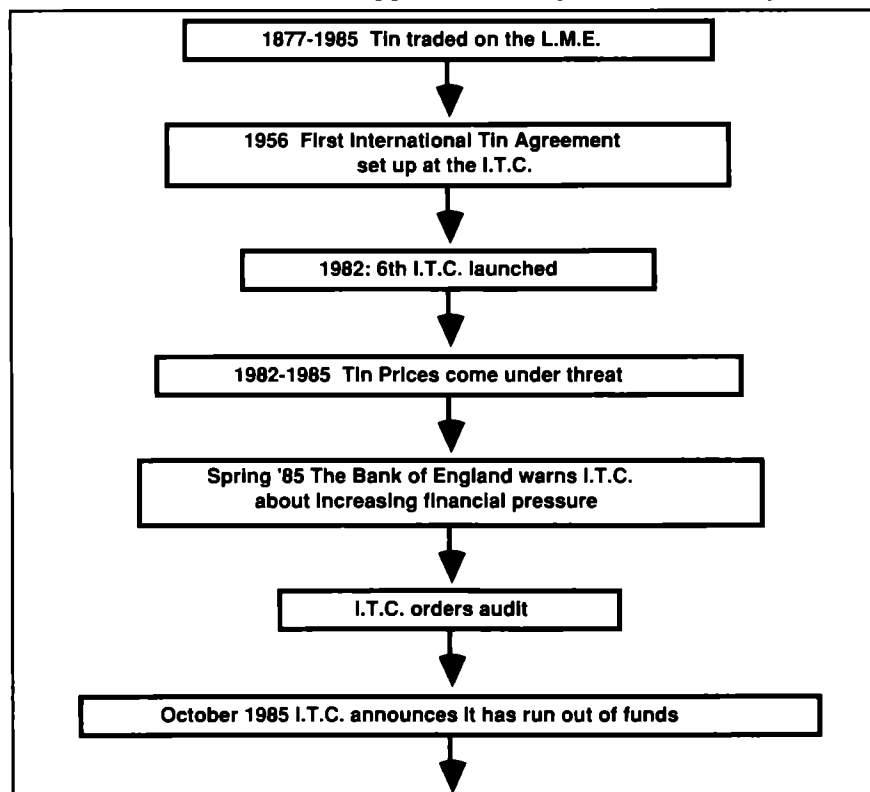 1877-1985 Tin traded on the L.M.E.
1956 First International Tin Agreement
set up at the I.T.C.
1982: 6th I.T.C. launched
1982-1985 Tin Prices come under threat
Spring '85 The Bank of England warns I.T.C.
about increasing financial pressure
I.T.C. orders audit
October 1985 I.T.C. announces it has run out of funds